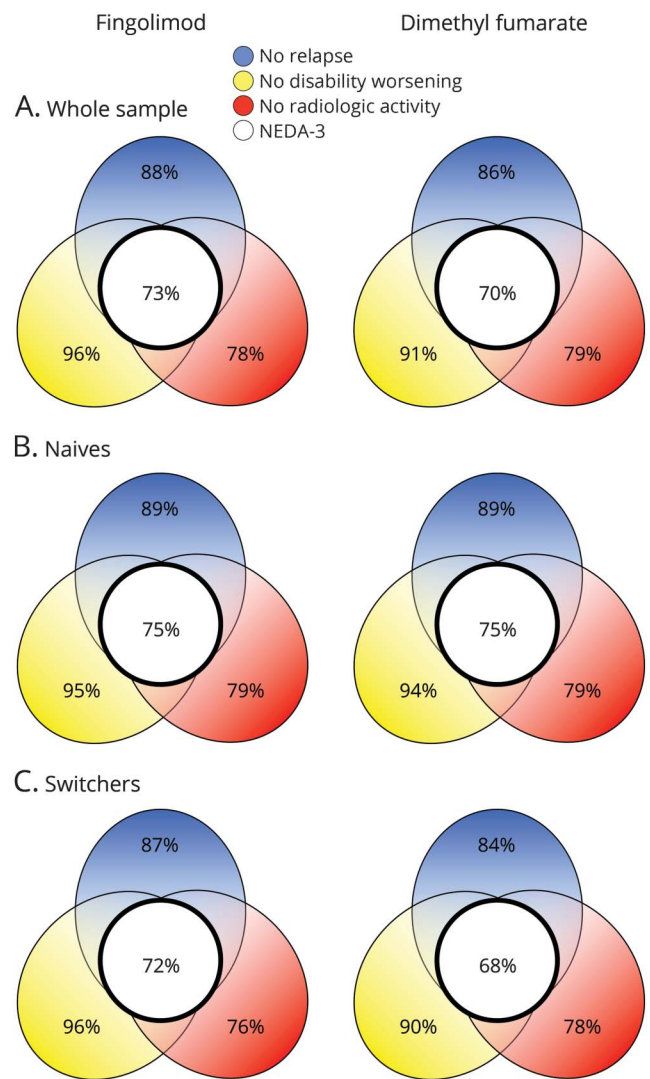 Fingolimod Dimethyl fumarate
No relapse
No disability worsening
No radiologic activity
NEDA-3
A. Whole sample
88% 86%
73% 70%
96% 78% 91% 79%
B. Naives
89% 89%
75% 75%
95% 79% 94% 79%
C. Switchers
87% 84%
72% 68%
96% 76% 90% 78%